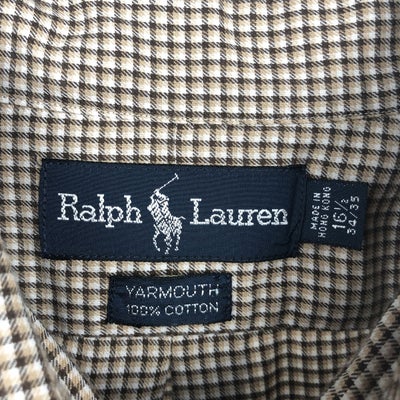 Ralph Lauren
YARMOUTH
100% COTTON
MADE IN
HONG KONG
16½
34/35